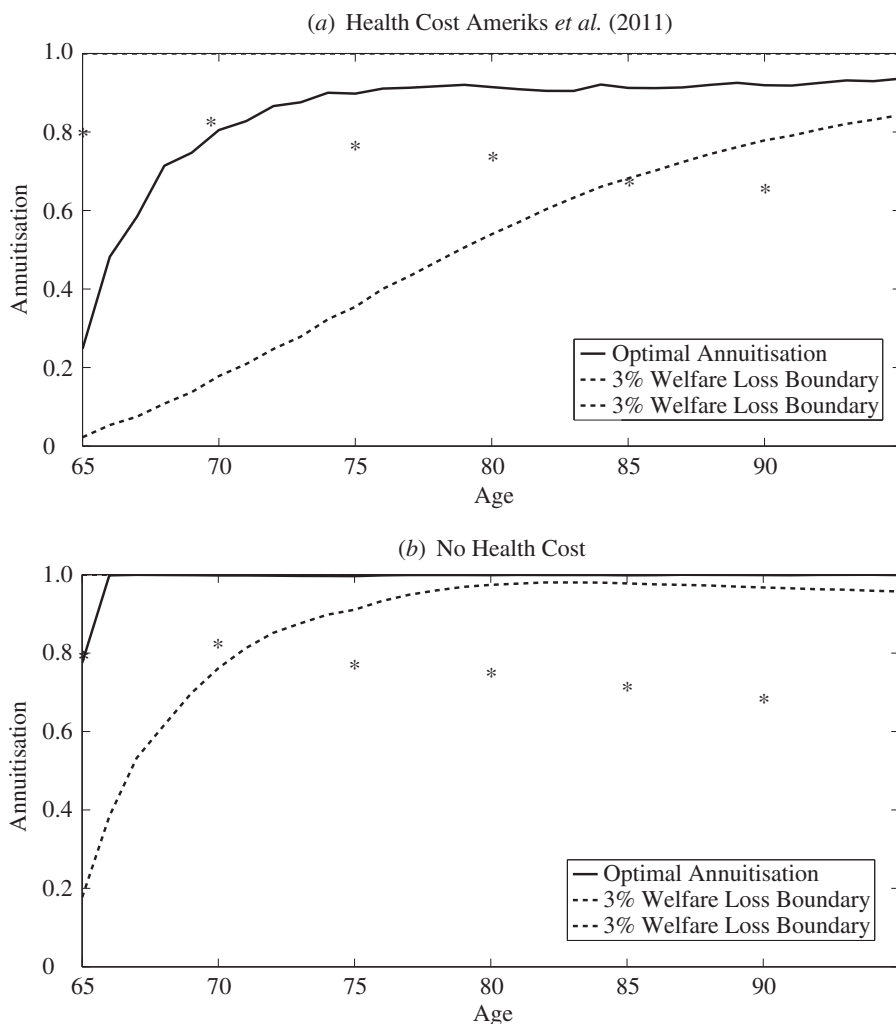 (a) Health Cost Ameriks et al. (2011)
1.0
0.8
0.6
0.4
0.2
0
Annuitisation
Optimal Annuitisation
3% Welfare Loss Boundary
3% Welfare Loss Boundary
65 70 75 80 85 90
Age
(b) No Health Cost
1.0
0.8
0.6
0.4
0.2
0
Annuitisation
Optimal Annuitisation
3% Welfare Loss Boundary
3% Welfare Loss Boundary
65 70 75 80 85 90
Age